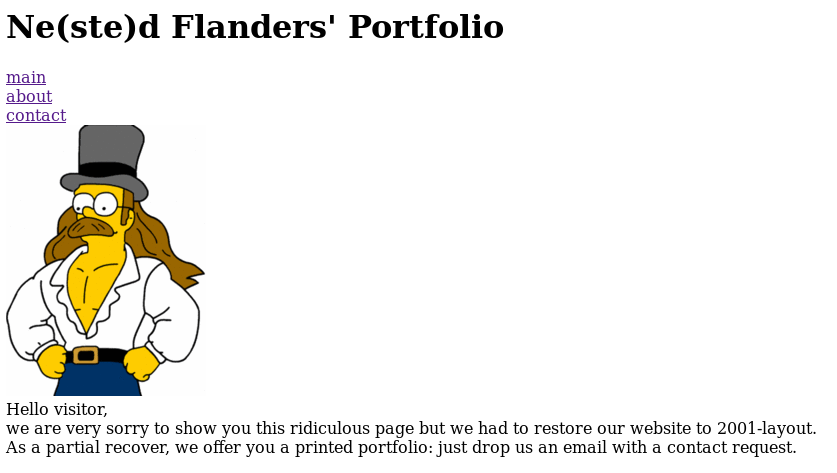 Ne(ste)d Flanders' Portfolio
main
about
contact
Hello visitor,
we are very sorry to show you this ridiculous page but we had to restore our website to 2001-layout.
As a partial recover, we offer you a printed portfolio: just drop us an email with a contact request.